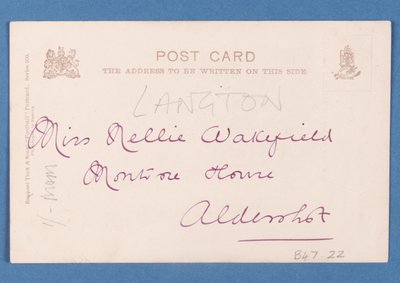 POST CARD
THE ADDRESS TO BE WRITTEN ON THIS SIDE
LANGTON
Miss Nellie Wakefield
Montrose House
Aldershot
B47 22